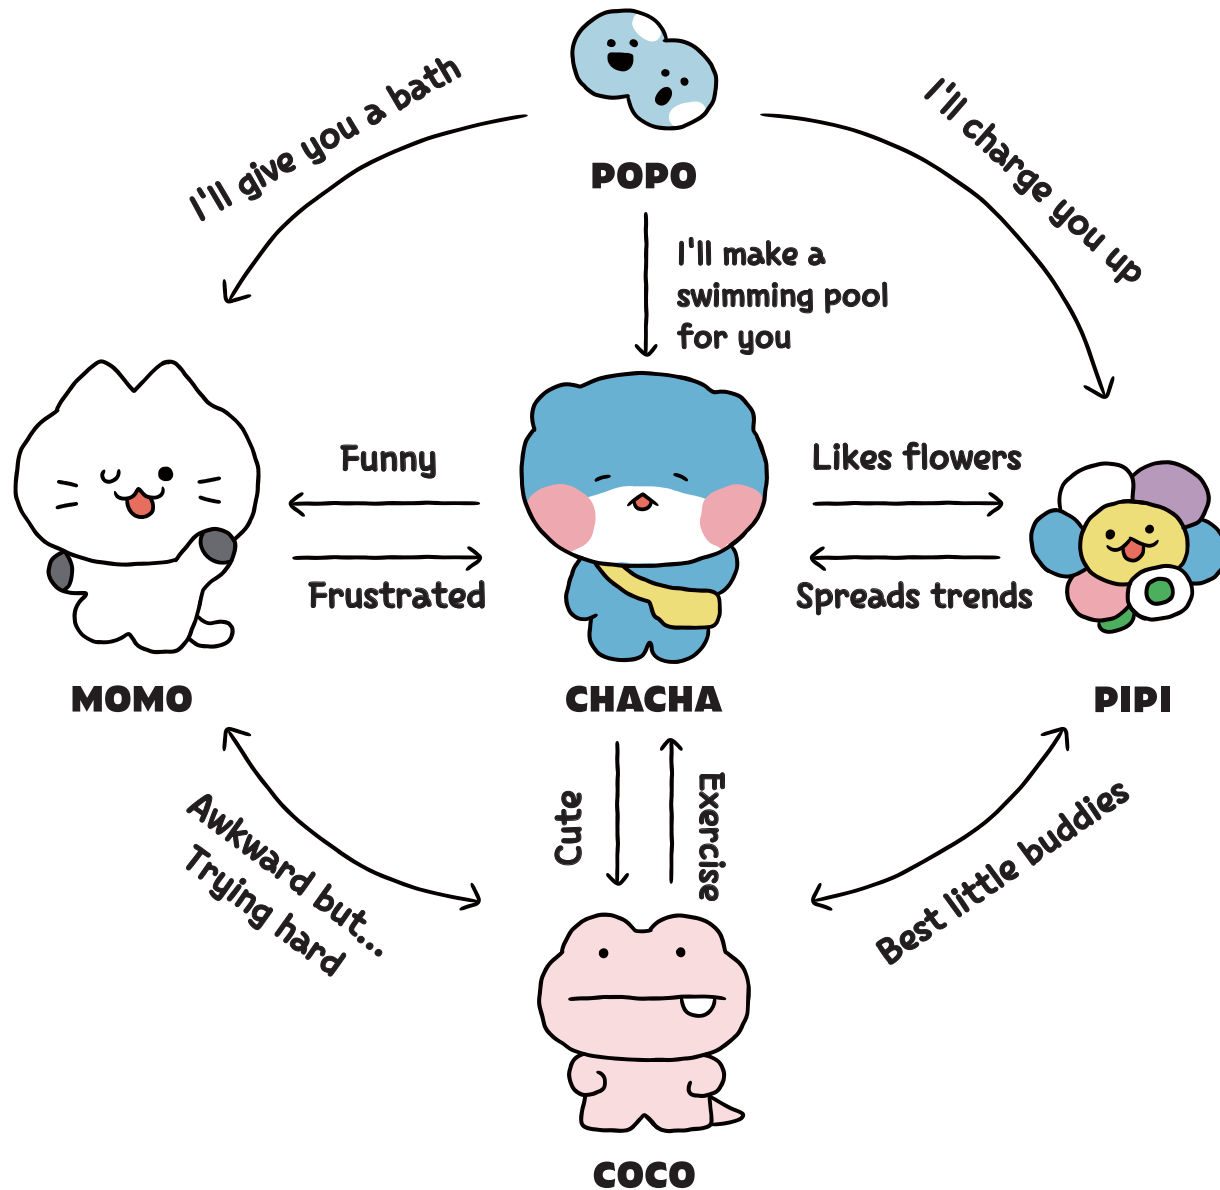 I'll give you a bath
I'll charge you up
POPO
I'll make a
swimming pool
for you
Funny
Likes flowers
Frustrated
Spreads trends
MOMO
CHACHA
PIPI
Awkward but...
Trying hard
Cute
Exercise
Best little buddies
COCO